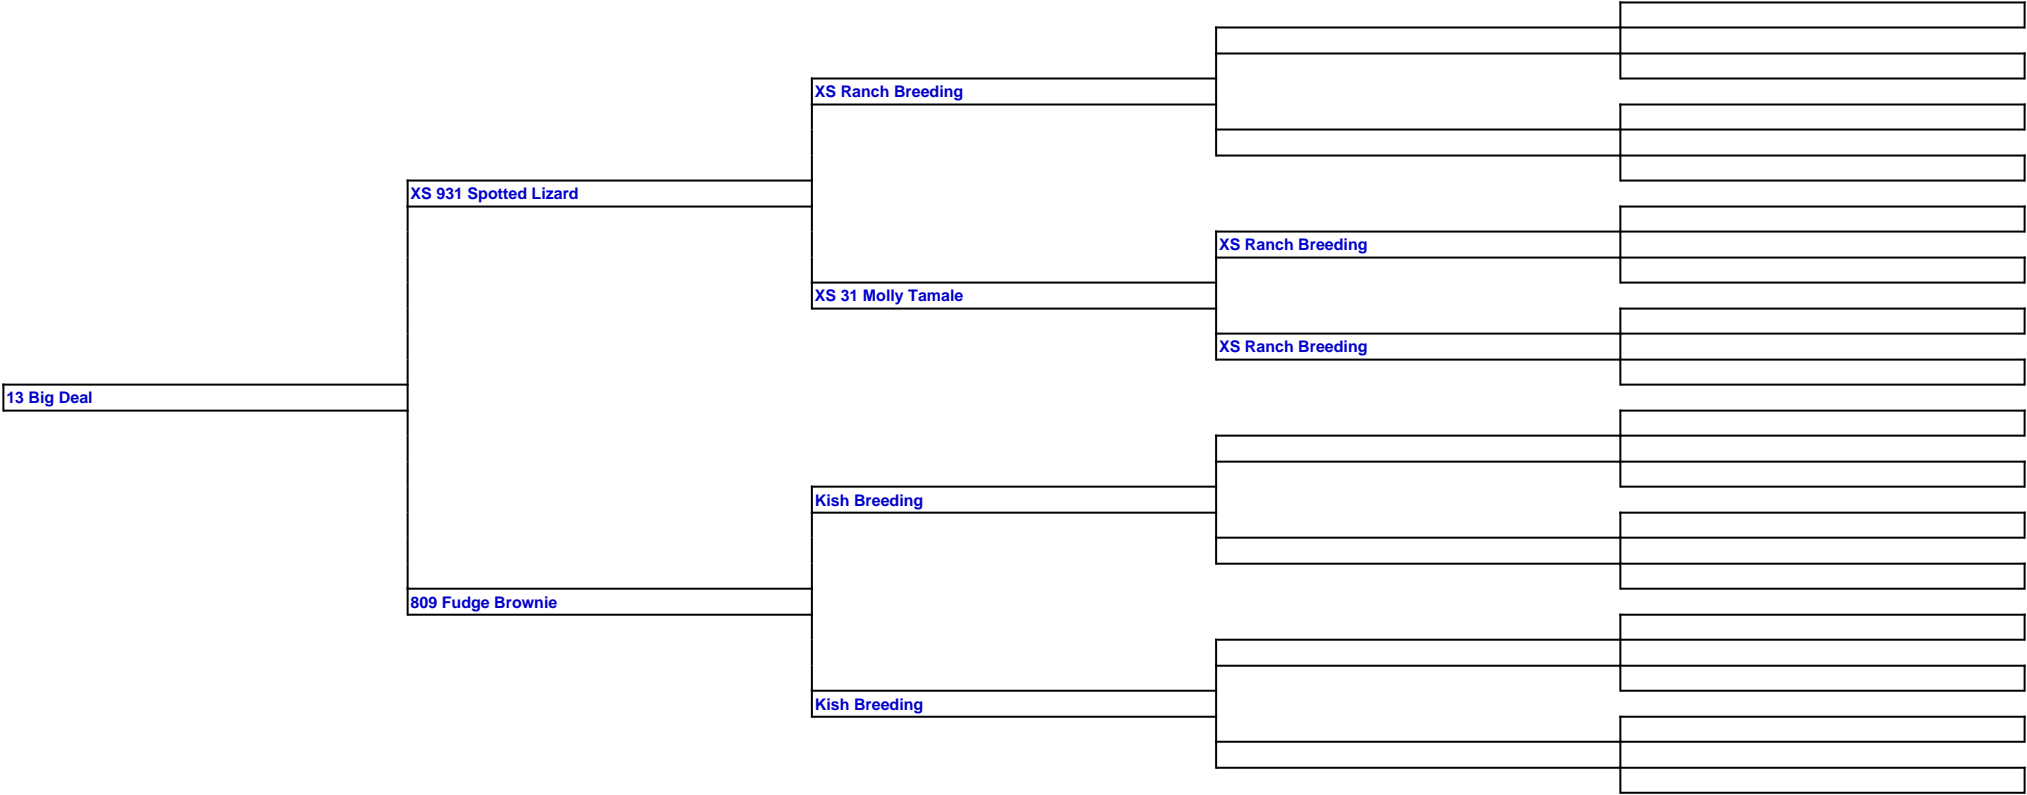 XS Ranch Breeding
XS 931 Spotted Lizard
XS Ranch Breeding
XS 31 Molly Tamale
XS Ranch Breeding
13 Big Deal
Kish Breeding
809 Fudge Brownie
Kish Breeding